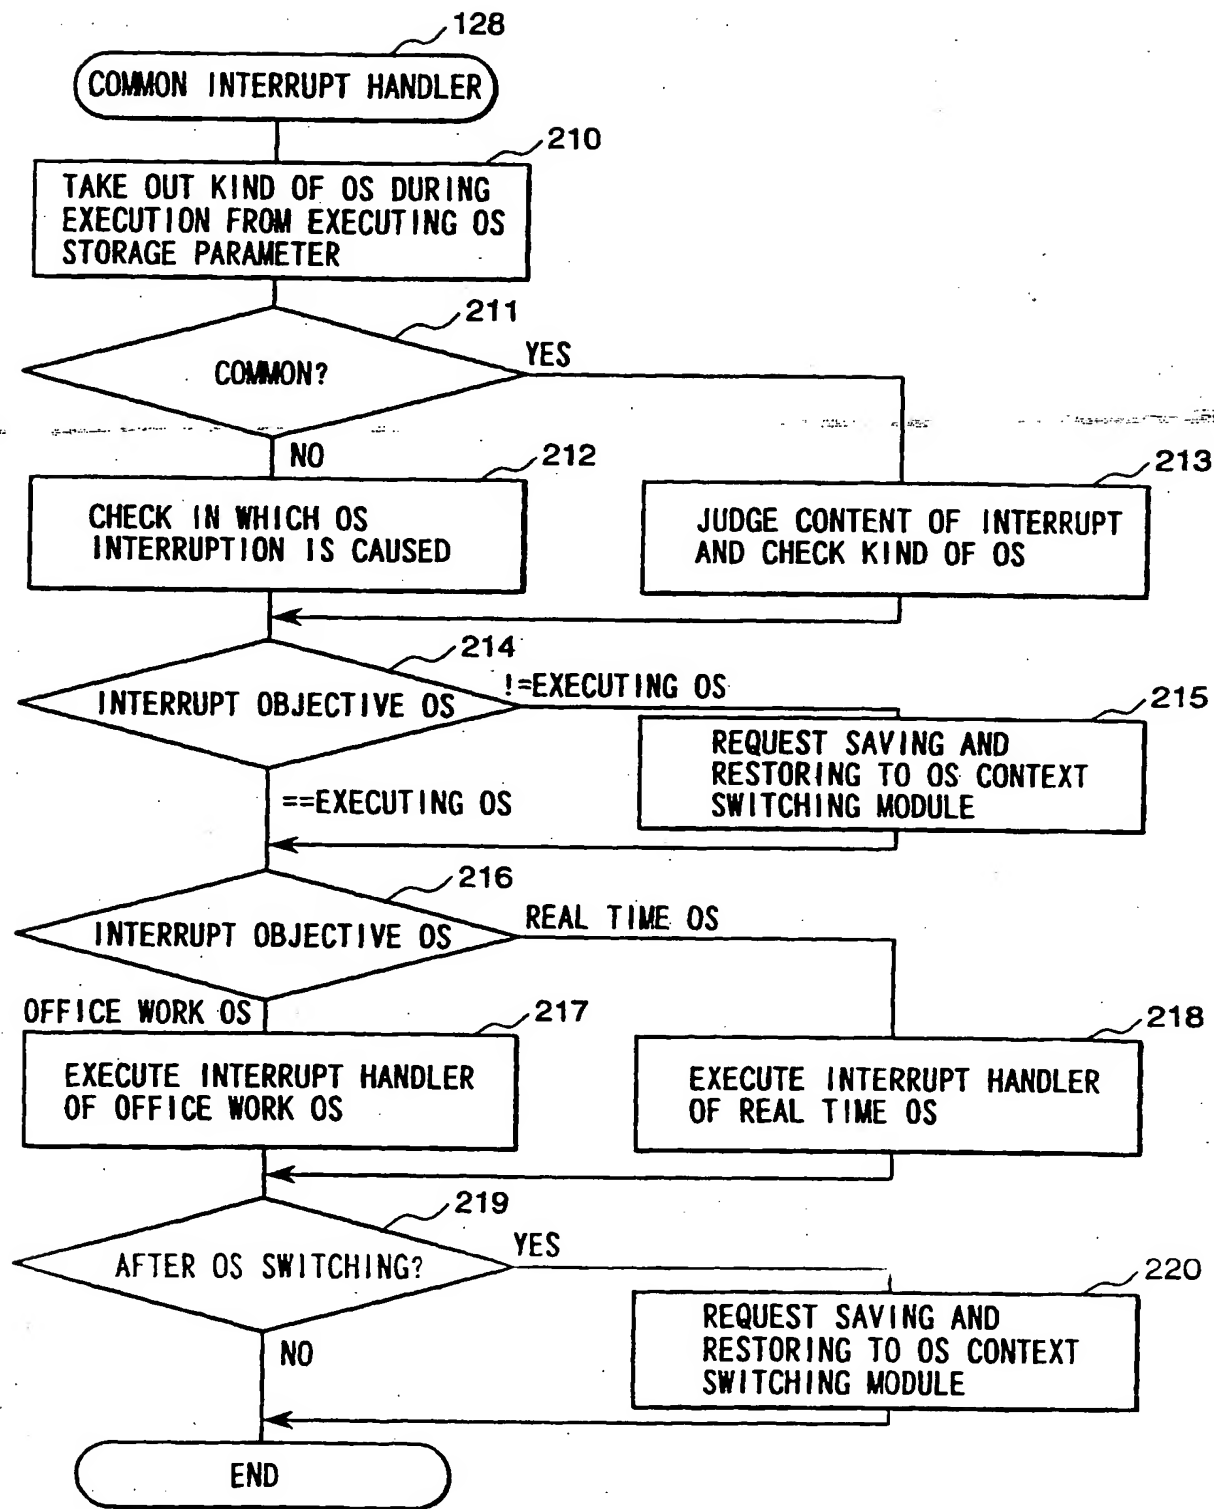 128
COMMON INTERRUPT HANDLER
210
TAKE OUT KIND OF OS DURING
EXECUTION FROM EXECUTING OS
STORAGE PARAMETER
211
COMMON?
YES
NO
212
CHECK IN WHICH OS
INTERRUPTION IS CAUSED
213
JUDGE CONTENT OF INTERRUPT
AND CHECK KIND OF OS
214
INTERRUPT OBJECTIVE OS
!=EXECUTING OS
215
REQUEST SAVING AND
RESTORING TO OS CONTEXT
SWITCHING MODULE
==EXECUTING OS
216
INTERRUPT OBJECTIVE OS
REAL TIME OS
OFFICE WORK OS
217
EXECUTE INTERRUPT HANDLER
OF OFFICE WORK OS
218
EXECUTE INTERRUPT HANDLER
OF REAL TIME OS
219
AFTER OS SWITCHING?
YES
220
REQUEST SAVING AND
RESTORING TO OS CONTEXT
SWITCHING MODULE
NO
END